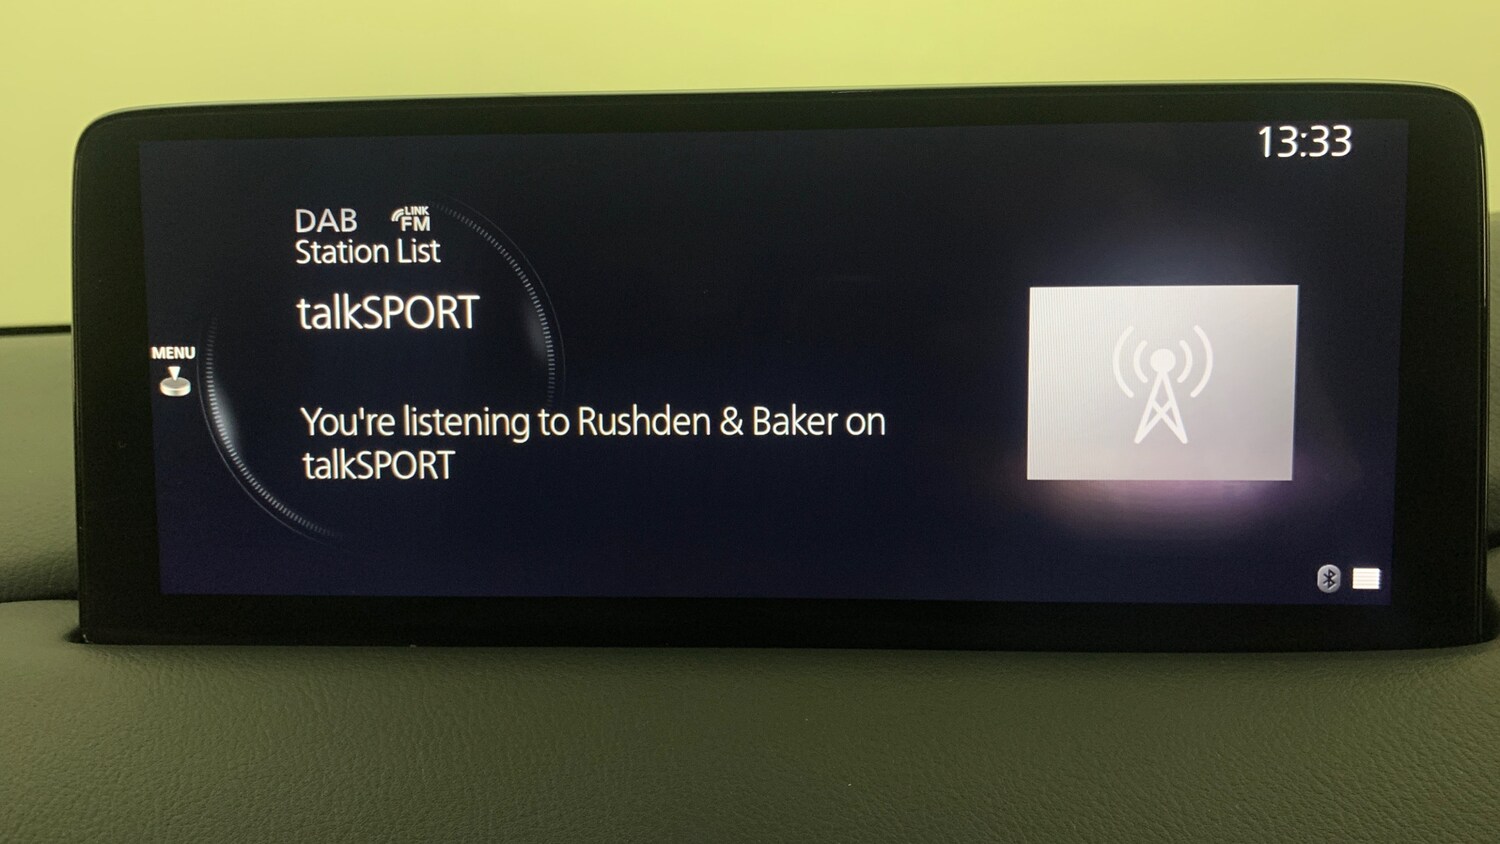 13:33
DAB
LINK
FM
Station List
talkSPORT
MENU
You're listening to Rushden & Baker on
talkSPORT